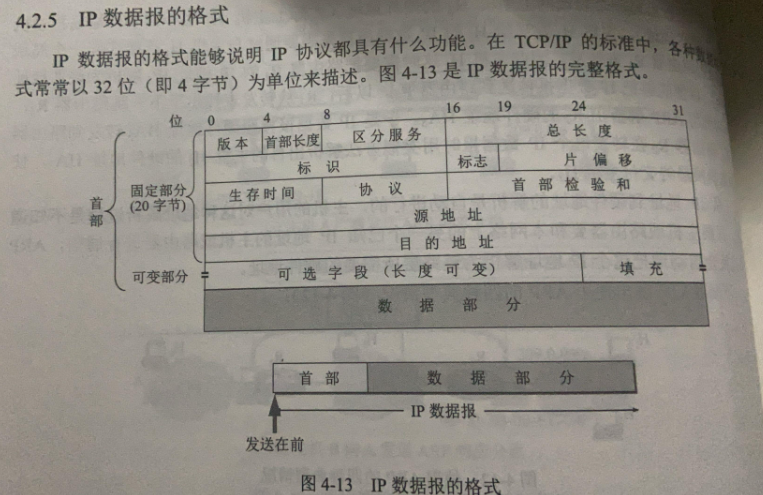 4.2.5 IP 数据报的格式
IP 数据报的格式能够说明 IP 协议都具有什么功能。在 TCP/IP 的标准中，各种数
式常常以 32 位（即 4 字节）为单位来描述。图 4-13 是 IP 数据报的完整格式。
位 0 4 8 16 19 24 31
版本 首部长度 区分服务 总长度
标识 标志 片偏移
生存时间 协议 首部检验和
源地址
目的地址
可选字段（长度可变） 填充
数据部分
首部
固定部分
(20 字节)
可变部分
首部 数据部分
IP 数据报
发送在前
图 4-13 IP 数据报的格式